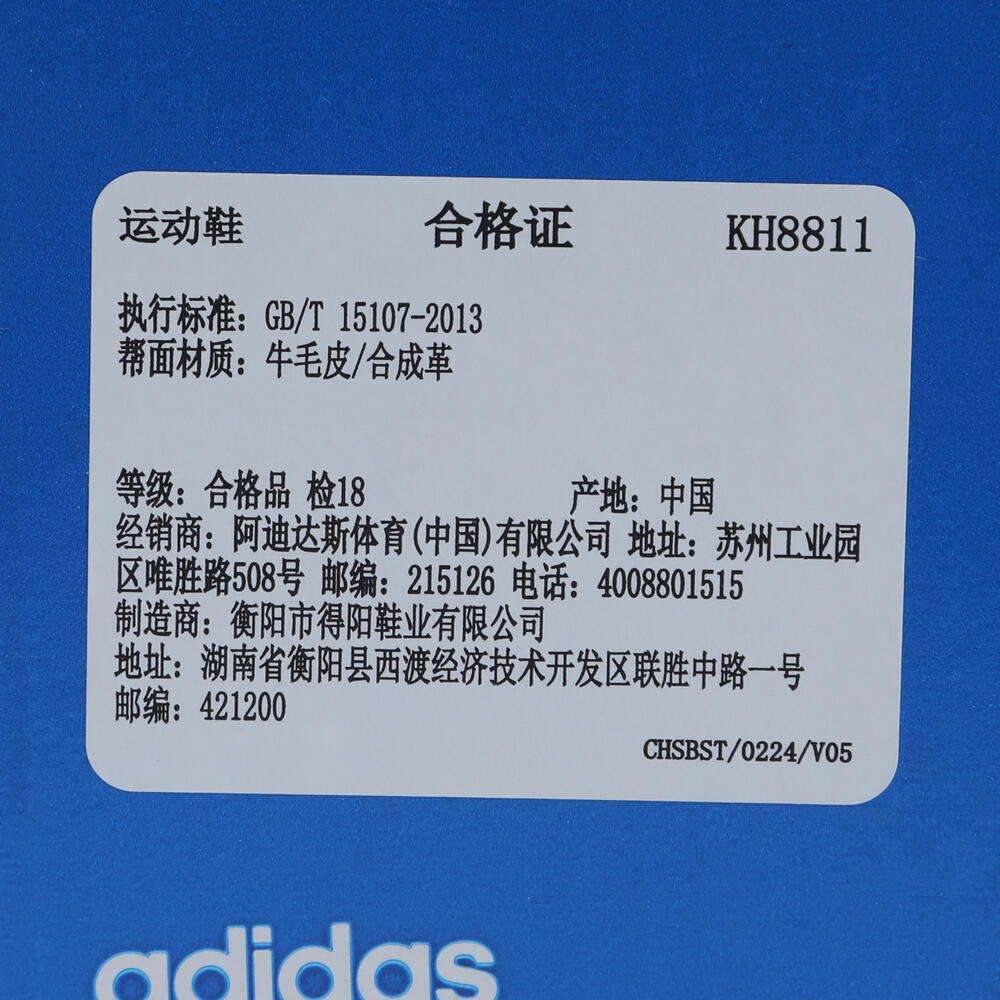 运动鞋 合格证 KH8811
执行标准：GB/T 15107-2013
帮面材质：牛毛皮/合成革
等级：合格品 检18 产地：中国
经销商：阿迪达斯体育(中国)有限公司 地址：苏州工业园
区唯胜路508号 邮编：215126 电话：4008801515
制造商：衡阳市得阳鞋业有限公司
地址：湖南省衡阳县西渡经济技术开发区联胜中路一号
邮编：421200
CHSBST/0224/V05
adidas